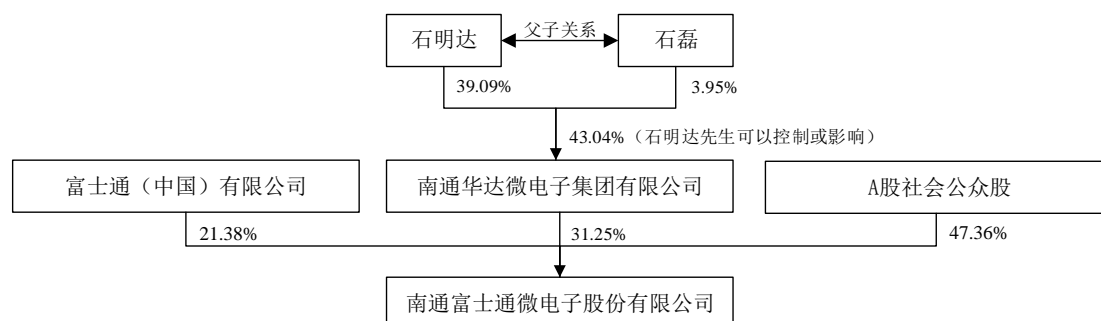 石明达
父子关系
石磊
39.09%
3.95%
43.04%（石明达先生可以控制或影响）
富士通（中国）有限公司
南通华达微电子集团有限公司
A股社会公众股
21.38%
31.25%
47.36%
南通富士通微电子股份有限公司